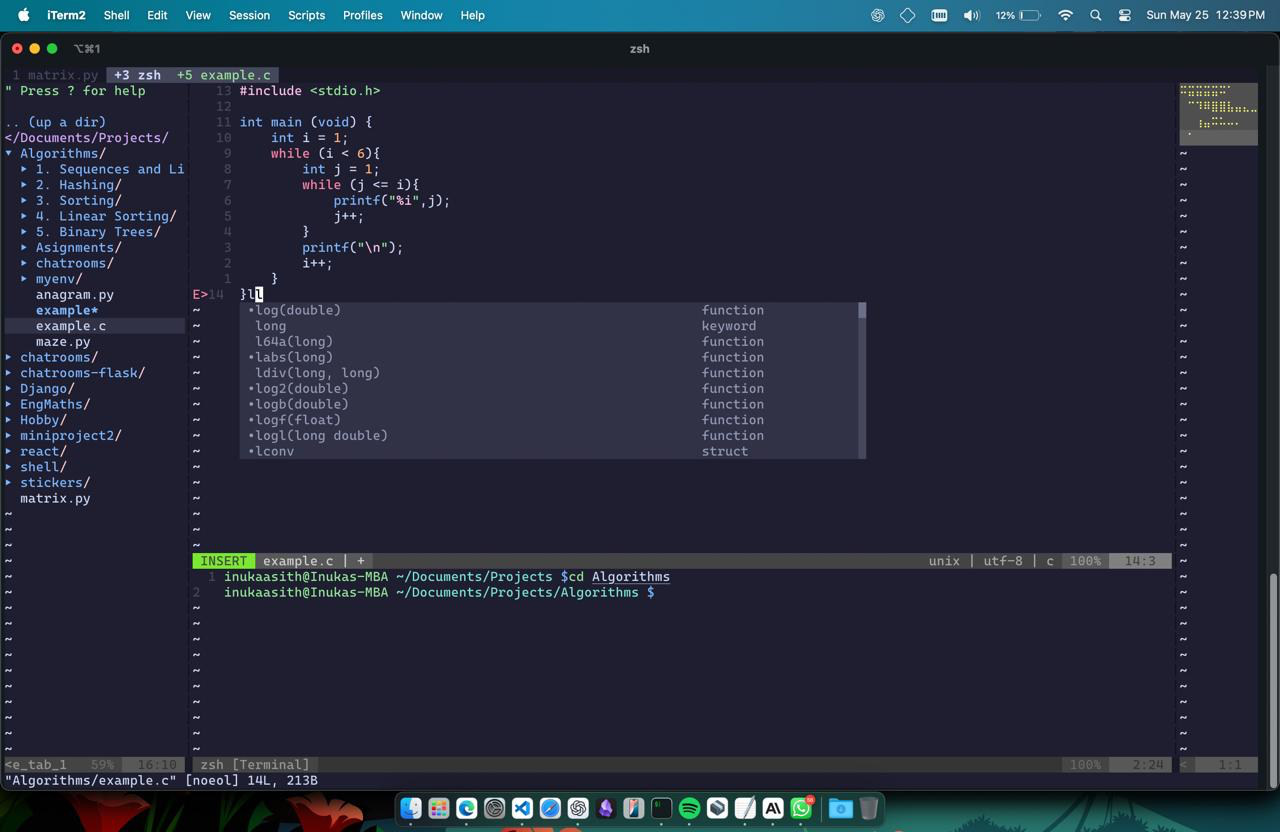 iTerm2 Shell Edit View Session Scripts Profiles Window Help 12% Sun May 25 12:39 PM
⌥⌘1 zsh
1 matrix.py +3 zsh +5 example.c
" Press ? for help
.. (up a dir)
</Documents/Projects/
▾ Algorithms/
▸ 1. Sequences and Li
▸ 2. Hashing/
▸ 3. Sorting/
▸ 4. Linear Sorting/
▸ 5. Binary Trees/
▸ Asignments/
▸ chatrooms/
▸ myenv/
anagram.py
example*
example.c
maze.py
▸ chatrooms/
▸ chatrooms-flask/
▸ Django/
▸ EngMaths/
▸ Hobby/
▸ miniproject2/
▸ react/
▸ shell/
▸ stickers/
matrix.py
<e_tab_1 59% 16:10
13 #include <stdio.h>
12
11 int main (void) {
10     int i = 1;
9     while (i < 6){
8         int j = 1;
7         while (j <= i){
6             printf("%i",j);
5             j++;
4         }
3         printf("\n");
2         i++;
1     }
E>14 }ll
•log(double) function
long keyword
l64a(long) function
•labs(long) function
ldiv(long, long) function
•log2(double) function
•logb(double) function
•logf(float) function
•logl(long double) function
•lconv struct
INSERT example.c | + unix | utf-8 | c 100% 14:3
1 inukaasith@Inukas-MBA ~/Documents/Projects $cd Algorithms
2 inukaasith@Inukas-MBA ~/Documents/Projects/Algorithms $
zsh [Terminal] 100% 2:24 < 1:1
"Algorithms/example.c" [noeol] 14L, 213B